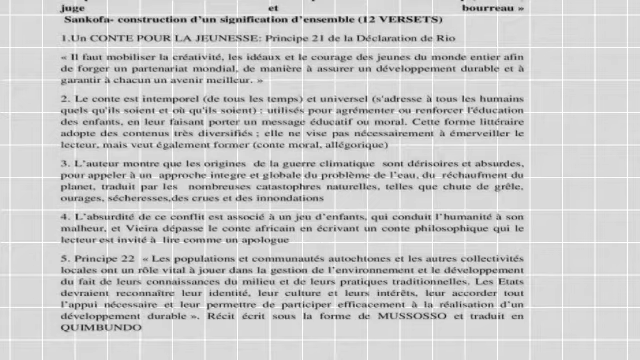 juge et bourreau »
Sankofa- construction d'un signification d'ensemble (12 VERSETS)
1.Un CONTE POUR LA JEUNESSE: Principe 21 de la Déclaration de Rio
« Il faut mobiliser la créativité, les idéaux et le courage des jeunes du monde entier afin
de forger un partenariat mondial, de manière à assurer un développement durable et à
garantir à chacun un avenir meilleur. »
2. Le conte est intemporel (de tous les temps) et universel (s'adresse à tous les humains
quels qu'ils soient et où qu'ils soient) : utilisés pour agrémenter ou renforcer l'éducation
des enfants, en leur faisant porter un message éducatif ou moral. Cette forme littéraire
adopte des contenus très diversifiés ; elle ne vise pas nécessairement à émerveiller le
lecteur, mais veut également former (conte moral, allégorique)
3. L'auteur montre que les origines de la guerre climatique sont dérisoires et absurdes,
pour appeler à un approche integre et globale du problème de l'eau, du réchaufment du
planet, traduit par les nombreuses catastophres naturelles, telles que chute de grêle,
ourages, sécheresses,des crues et des innondations
4. L'absurdité de ce conflit est associé à un jeu d'enfants, qui conduit l'humanité à son
malheur, et Vieira dépasse le conte africain en écrivant un conte philosophique qui le
lecteur est invité à lire comme un apologue
5. Principe 22 « Les populations et communautés autochtones et les autres collectivités
locales ont un rôle vital à jouer dans la gestion de l'environnement et le développement
du fait de leurs connaissances du milieu et de leurs pratiques traditionnelles. Les Etats
devraient reconnaître leur identité, leur culture et leurs intérêts, leur accorder tout
l'appui nécessaire et leur permettre de participer efficacement à la réalisation d'un
développement durable ». Récit écrit sous la forme de MUSSOSSO et traduit en
QUIMBUNDO